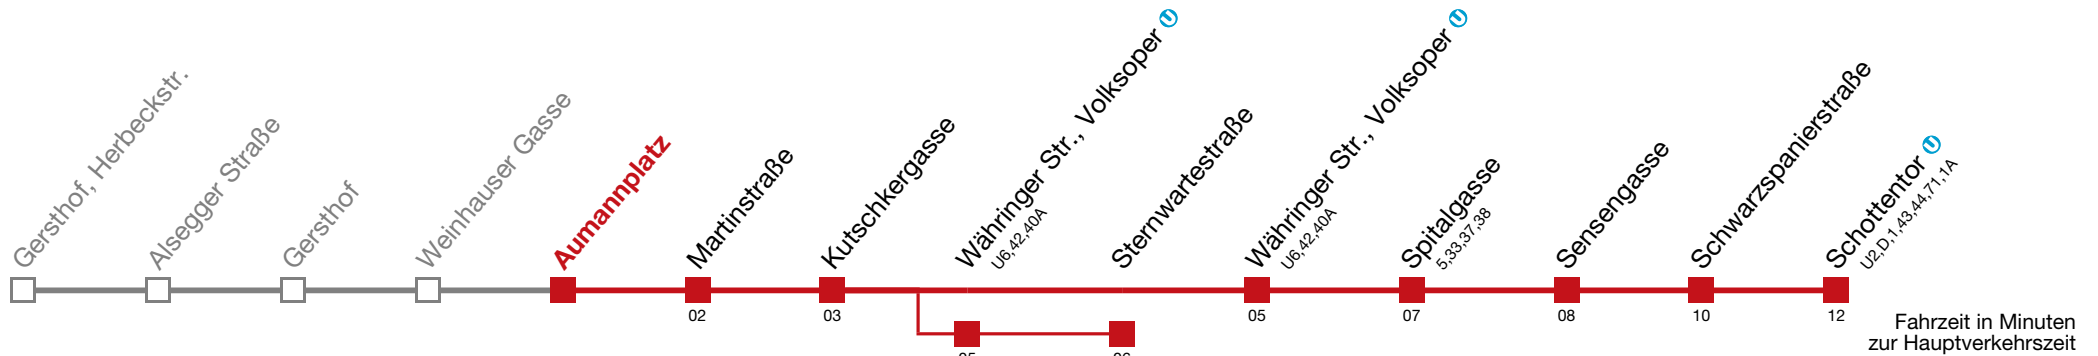 Gersthof, Herbeckstr.
Alsegger Straße
Gersthof
Weinhauser Gasse
Aumannplatz
Martinstraße
Kutschkergasse
Währinger Str., Volksoper U
U6,42,40A
Sternwartestraße
Währinger Str., Volksoper U
U6,42,40A
Spitalgasse
5,33,37,38
Sensengasse
Schwarzspanierstraße
Schottentor U
U2,D,1,43,44,71,1A
02
03
05
07
08
10
12
Fahrzeit in Minuten
zur Hauptverkehrszeit